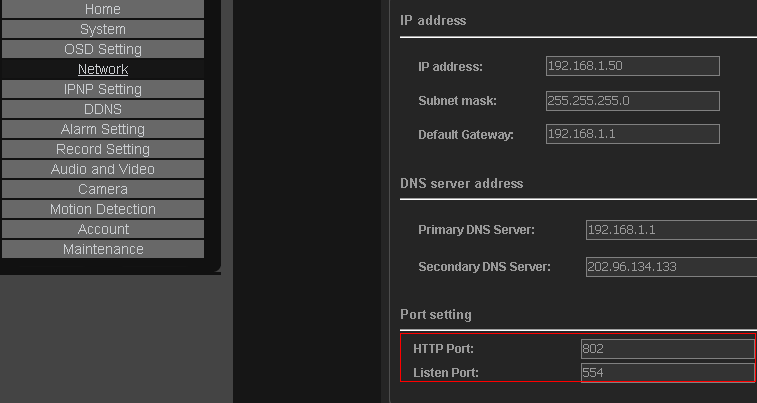 Home
System
OSD Setting
Network
IPNP Setting
DDNS
Alarm Setting
Record Setting
Audio and Video
Camera
Motion Detection
Account
Maintenance
IP address
IP address: 192.168.1.50
Subnet mask: 255.255.255.0
Default Gateway: 192.168.1.1
DNS server address
Primary DNS Server: 192.168.1.1
Secondary DNS Server: 202.96.134.133
Port setting
HTTP Port: 802
Listen Port: 554